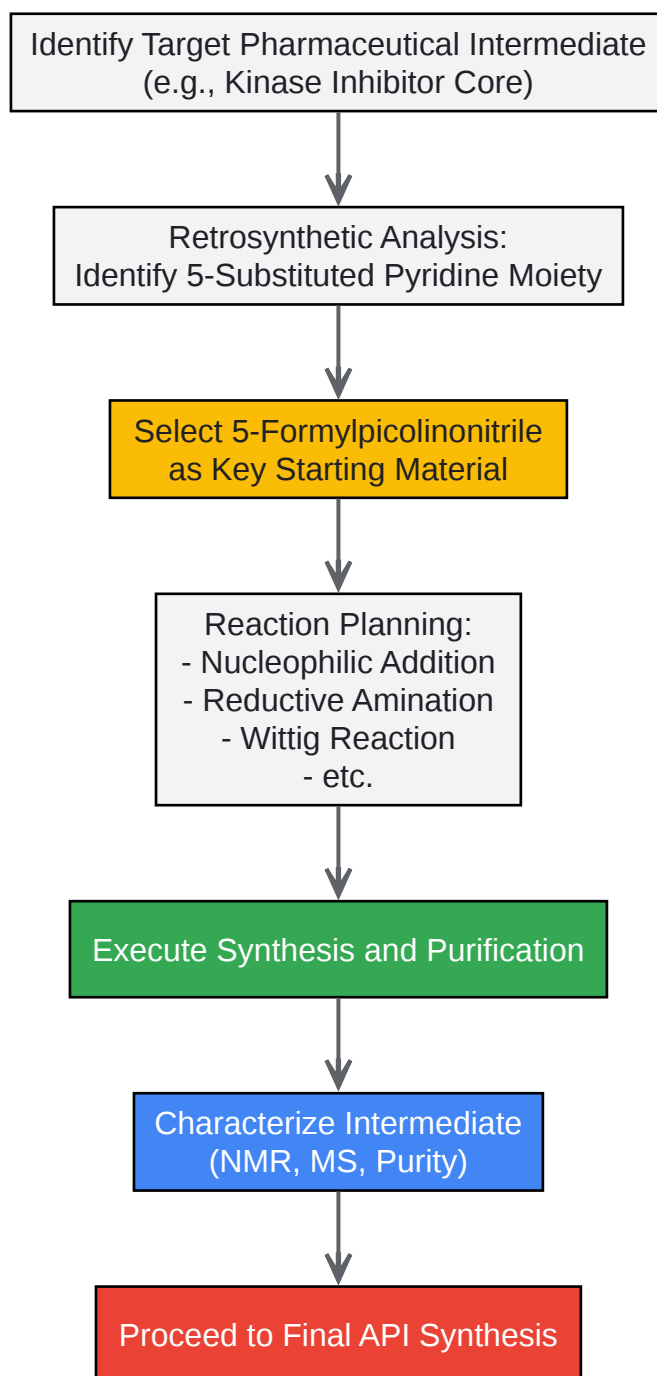 Identify Target Pharmaceutical Intermediate
(e.g., Kinase Inhibitor Core)
Retrosynthetic Analysis:
Identify 5-Substituted Pyridine Moiety
Select 5-Formylpicolinonitrile
as Key Starting Material
Reaction Planning:
- Nucleophilic Addition
- Reductive Amination
- Wittig Reaction
- etc.
Execute Synthesis and Purification
Characterize Intermediate
(NMR, MS, Purity)
Proceed to Final API Synthesis